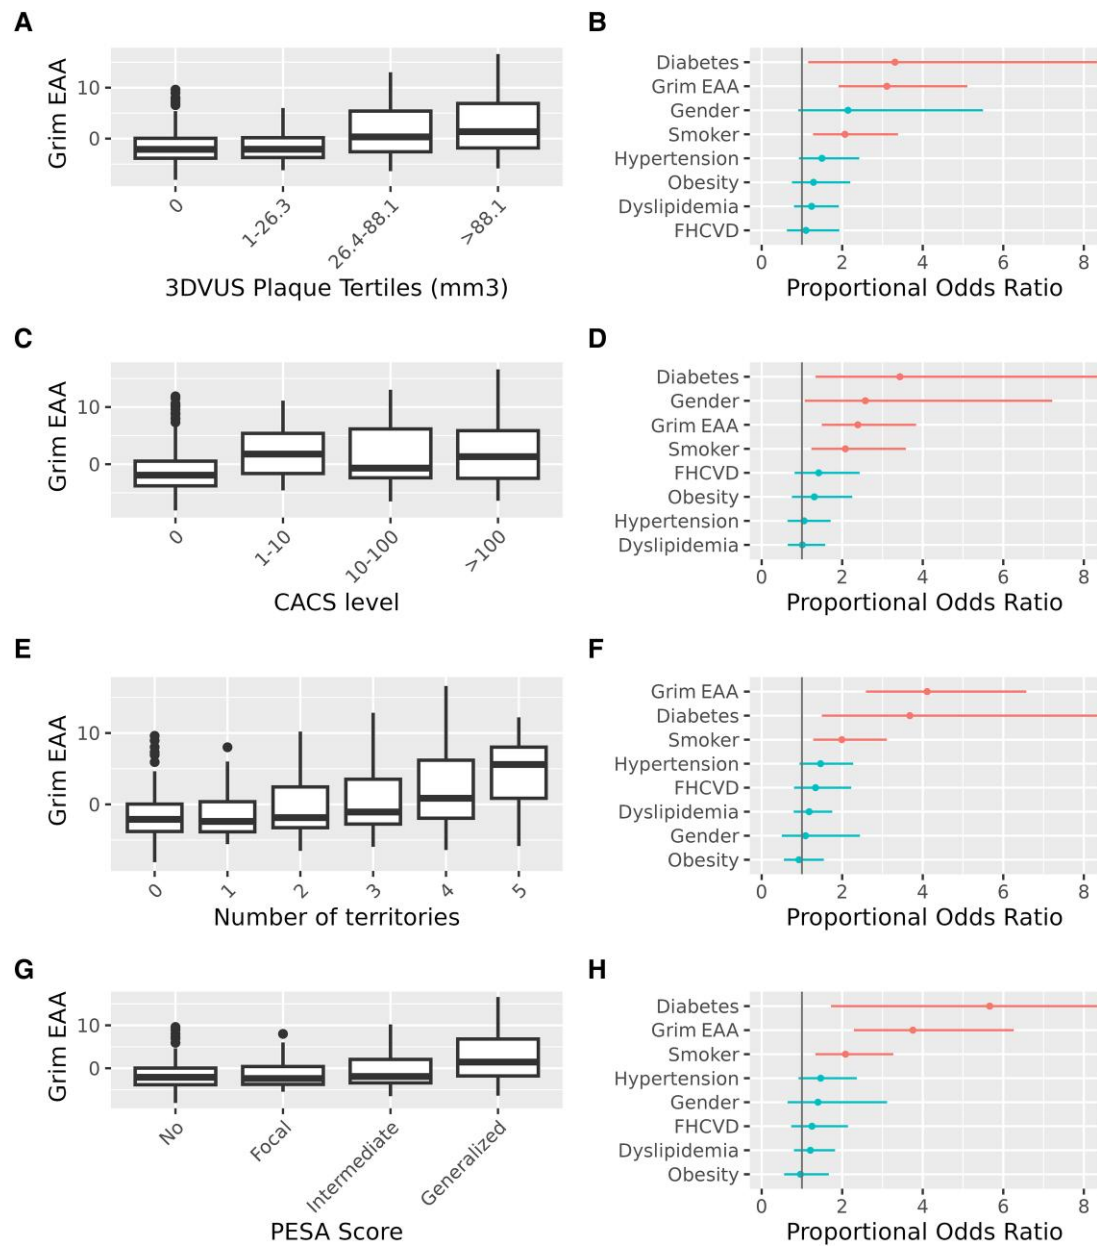 A
Grim EAA
10
0
0
1-26.3
26.4-88.1
>88.1
3DVUS Plaque Tertiles (mm3)
B
Diabetes
Grim EAA
Gender
Smoker
Hypertension
Obesity
Dyslipidemia
FHCVD
0 2 4 6 8
Proportional Odds Ratio
C
Grim EAA
10
0
0
1-10
10-100
>100
CACS level
D
Diabetes
Gender
Grim EAA
Smoker
FHCVD
Obesity
Hypertension
Dyslipidemia
0 2 4 6 8
Proportional Odds Ratio
E
Grim EAA
10
0
0 1 2 3 4 5
Number of territories
F
Grim EAA
Diabetes
Smoker
Hypertension
FHCVD
Dyslipidemia
Gender
Obesity
0 2 4 6 8
Proportional Odds Ratio
G
Grim EAA
10
0
No
Focal
Intermediate
Generalized
PESA Score
H
Diabetes
Grim EAA
Smoker
Hypertension
Gender
FHCVD
Dyslipidemia
Obesity
0 2 4 6 8
Proportional Odds Ratio